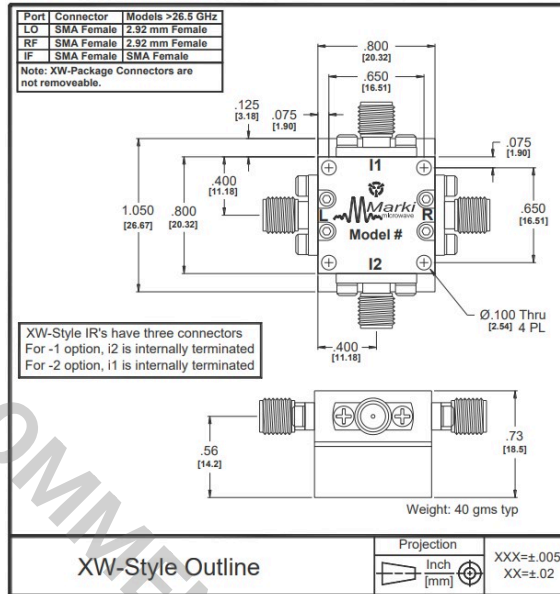 Port Connector Models >26.5 GHz
LO SMA Female 2.92 mm Female
RF SMA Female 2.92 mm Female
IF SMA Female SMA Female
Note: XW-Package Connectors are
not removeable.
.800
[20.32]
.650
[16.51]
.125
[3.18]
.075
[1.90]
.075
[1.90]
I1
.400
[11.18]
1.050
[26.67]
.800
[20.32]
L
Marki
microwave
R
Model #
.650
[16.51]
I2
Ø.100 Thru
[2.54] 4 PL
.400
[11.18]
XW-Style IR's have three connectors
For -1 option, i2 is internally terminated
For -2 option, i1 is internally terminated
.56
[14.2]
.73
[18.5]
Weight: 40 gms typ
XW-Style Outline
Projection
Inch
[mm]
XXX=±.005
XX=±.02